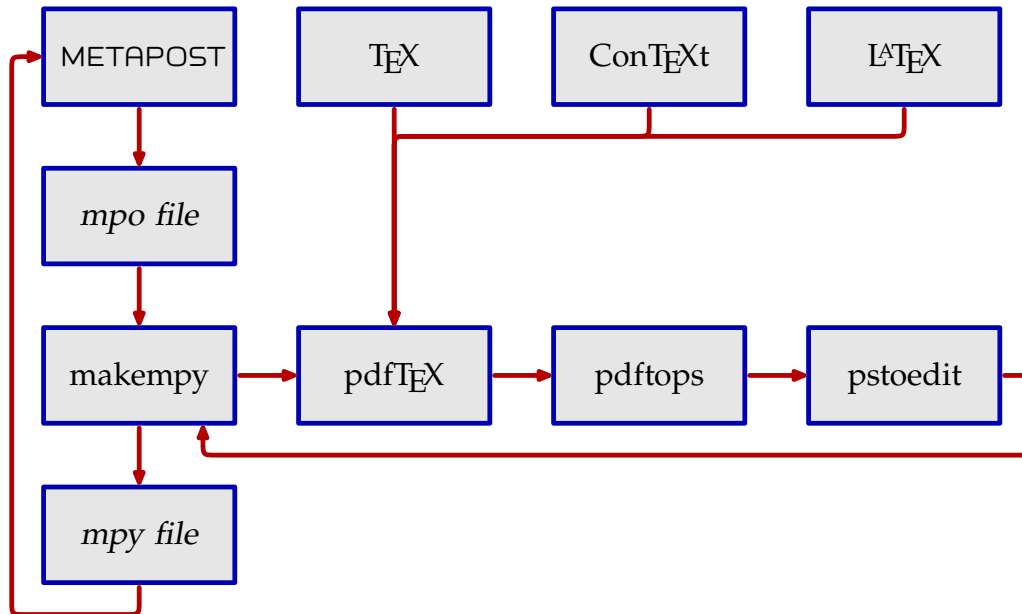 METAPOST
TEX
ConTEXt
LATEX
mpo file
makempy
pdfTEX
pdftops
pstoedit
mpy file